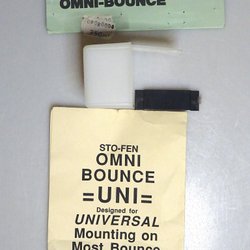 OMNI-BOUNCE
STO-FEN
OMNI
BOUNCE
=UNI=
Designed for
UNIVERSAL
Mounting on
Most Bounce